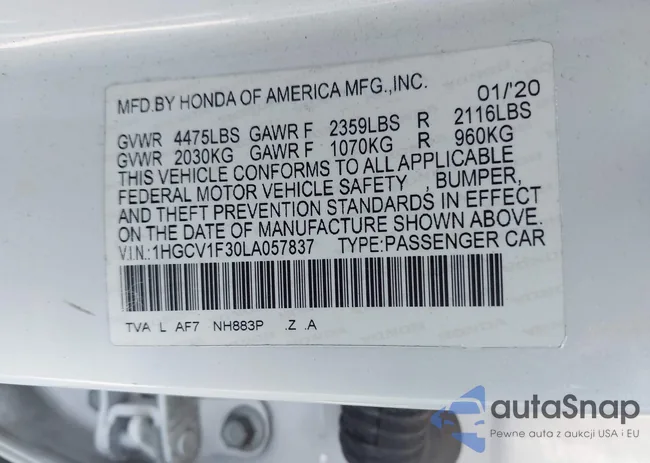 MFD.BY HONDA OF AMERICA MFG.,INC. 01/'20
GVWR 4475LBS GAWR F 2359LBS R 2116LBS
GVWR 2030KG GAWR F 1070KG R 960KG
THIS VEHICLE CONFORMS TO ALL APPLICABLE
FEDERAL MOTOR VEHICLE SAFETY , BUMPER,
AND THEFT PREVENTION STANDARDS IN EFFECT
ON THE DATE OF MANUFACTURE SHOWN ABOVE.
V.I.N.:1HGCV1F30LA057837 TYPE:PASSENGER CAR
TVA L AF7 NH883P .Z .A
autoSnap
Pewne auta z aukcji USA i EU